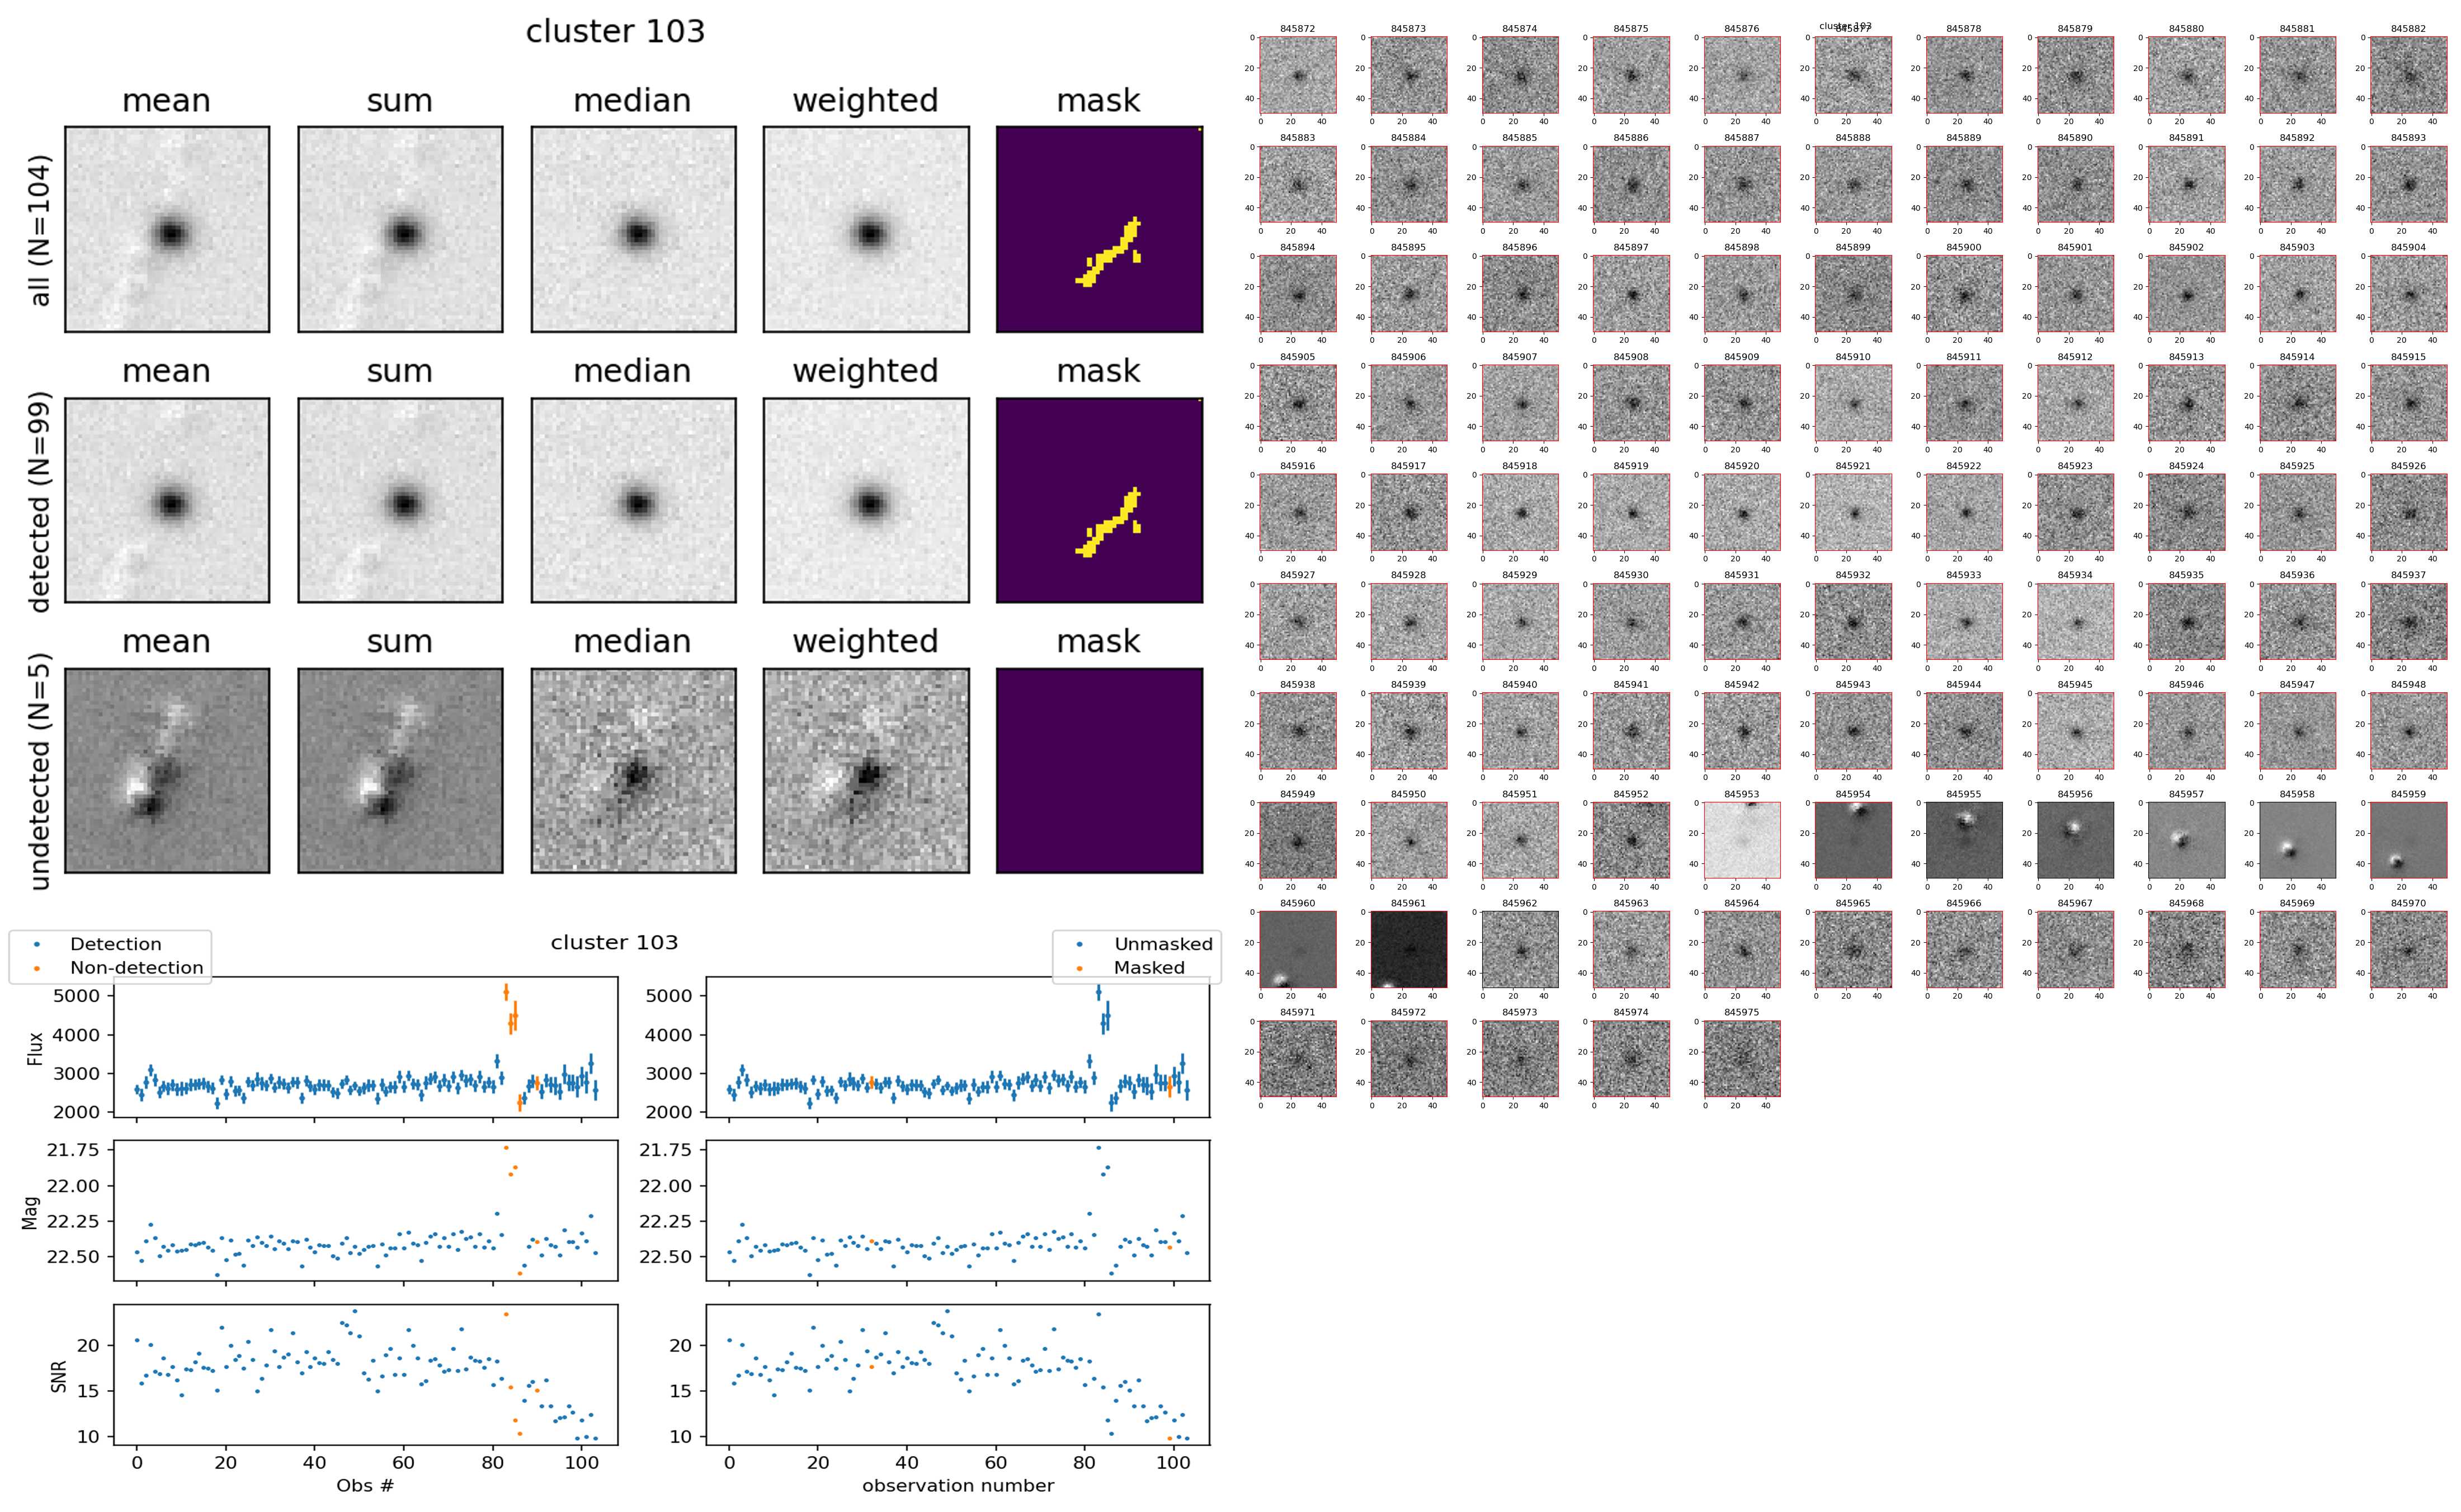 cluster 103
mean sum median weighted mask
all (N=104)
mean sum median weighted mask
detected (N=99)
mean sum median weighted mask
undetected (N=5)
Detection
Non-detection
cluster 103
Unmasked
Masked
Flux
5000
4000
3000
2000
5000
4000
3000
2000
Mag
21.75
22.00
22.25
22.50
21.75
22.00
22.25
22.50
SNR
20
15
10
20
15
10
0 20 40 60 80 100
Obs #
0 20 40 60 80 100
observation number
cluster 103
845872 845873 845874 845875 845876 845877 845878 845879 845880 845881 845882
845883 845884 845885 845886 845887 845888 845889 845890 845891 845892 845893
845894 845895 845896 845897 845898 845899 845900 845901 845902 845903 845904
845905 845906 845907 845908 845909 845910 845911 845912 845913 845914 845915
845916 845917 845918 845919 845920 845921 845922 845923 845924 845925 845926
845927 845928 845929 845930 845931 845932 845933 845934 845935 845936 845937
845938 845939 845940 845941 845942 845943 845944 845945 845946 845947 845948
845949 845950 845951 845952 845953 845954 845955 845956 845957 845958 845959
845960 845961 845962 845963 845964 845965 845966 845967 845968 845969 845970
845971 845972 845973 845974 845975